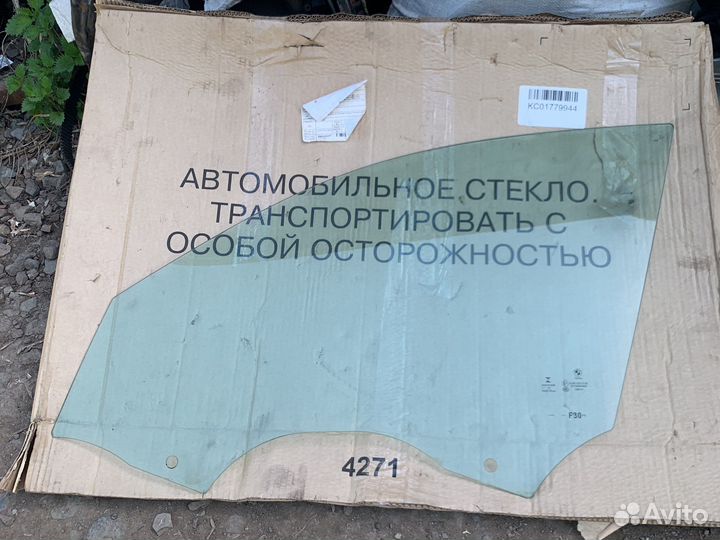 KC01779944
АВТОМОБИЛЬНОЕ СТЕКЛО.
ТРАНСПОРТИРОВАТЬ С
ОСОБОЙ ОСТОРОЖНОСТЬЮ
F30
4271
Avito